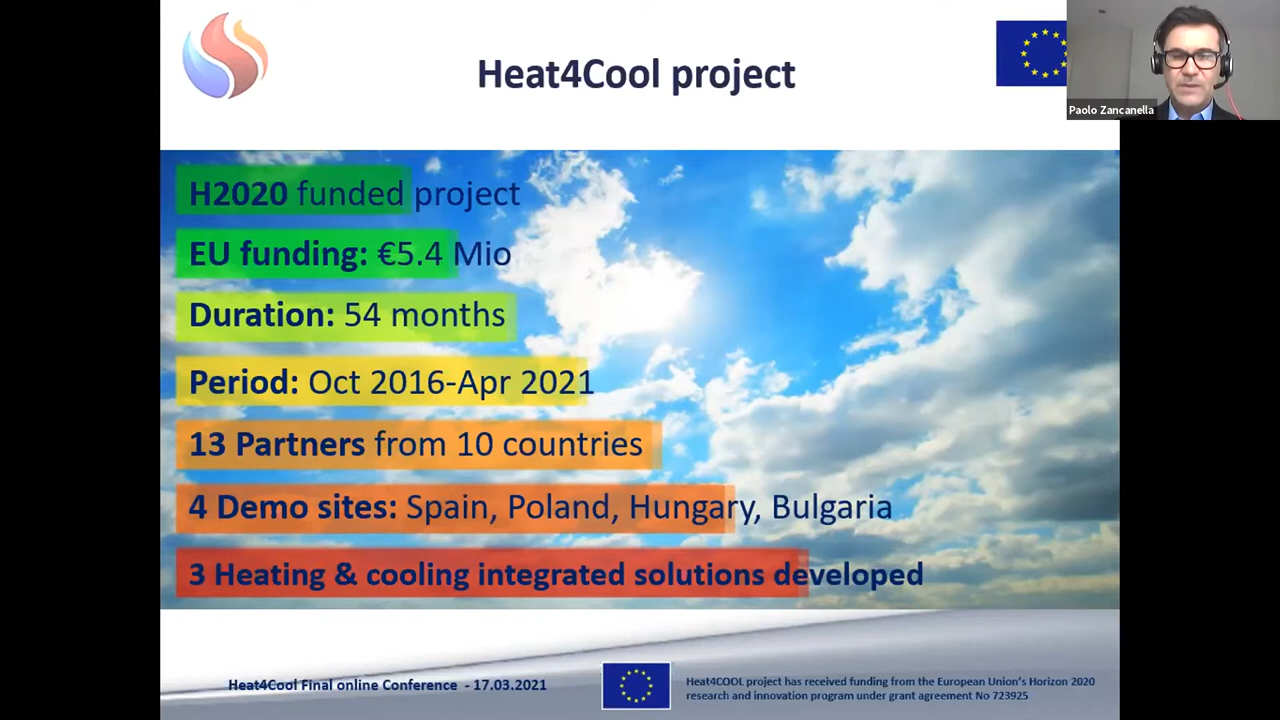 Heat4Cool project
Paolo Zancanella
H2020 funded project
EU funding: €5.4 Mio
Duration: 54 months
Period: Oct 2016-Apr 2021
13 Partners from 10 countries
4 Demo sites: Spain, Poland, Hungary, Bulgaria
3 Heating & cooling integrated solutions developed
Heat4Cool Final online Conference - 17.03.2021
Heat4COOL project has received funding from the European Union's Horizon 2020
research and innovation program under grant agreement No 723925